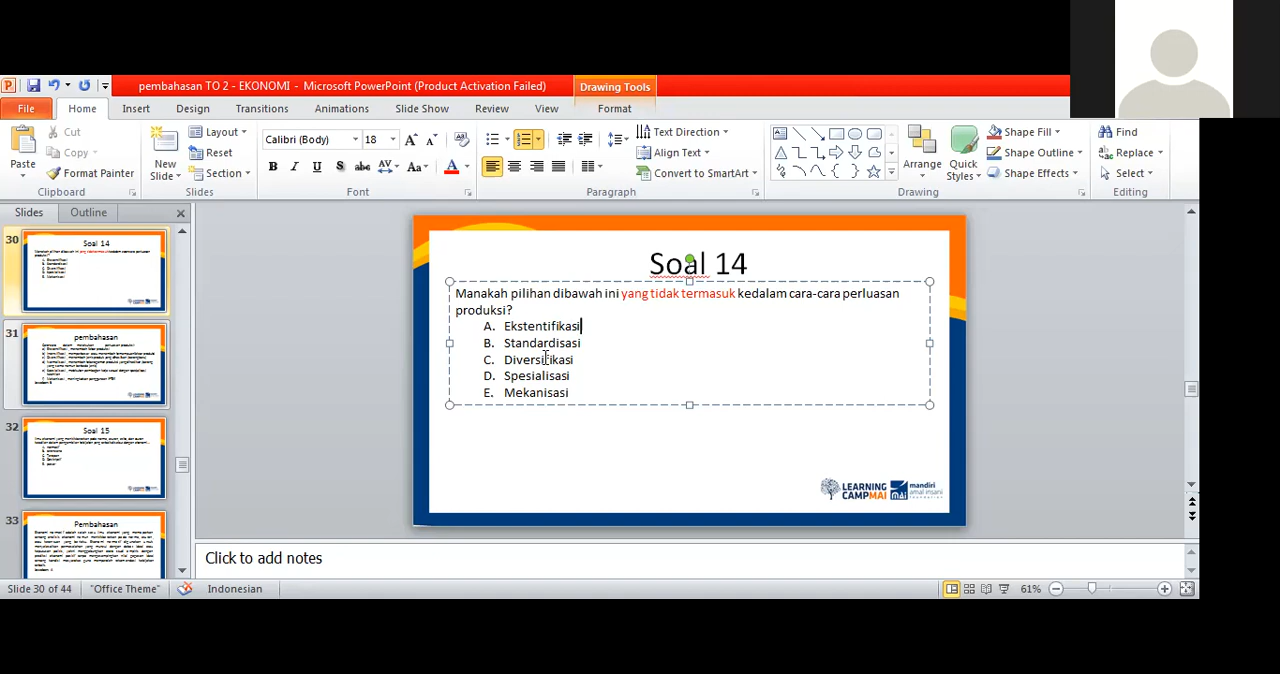 pembahasan TO 2 - EKONOMI - Microsoft PowerPoint (Product Activation Failed)
Drawing Tools
File Home Insert Design Transitions Animations Slide Show Review View Format
Paste
Cut
Copy
Format Painter
Clipboard
New Slide
Layout
Reset
Section
Slides
Calibri (Body) 18
Font
Text Direction
Align Text
Convert to SmartArt
Paragraph
Arrange
Quick Styles
Shape Fill
Shape Outline
Shape Effects
Drawing
Find
Replace
Select
Editing
Slides Outline
30
Soal 14
31
pembahasan
32
Soal 15
33
Pembahasan
Soal 14
Manakah pilihan dibawah ini yang tidak termasuk kedalam cara-cara perluasan
produksi?
A. Ekstentifikasi
B. Standardisasi
C. Diversifikasi
D. Spesialisasi
E. Mekanisasi
LEARNING
CAMPMAI
mandiri
amal insani
foundation
Click to add notes
Slide 30 of 44 "Office Theme" Indonesian 61%